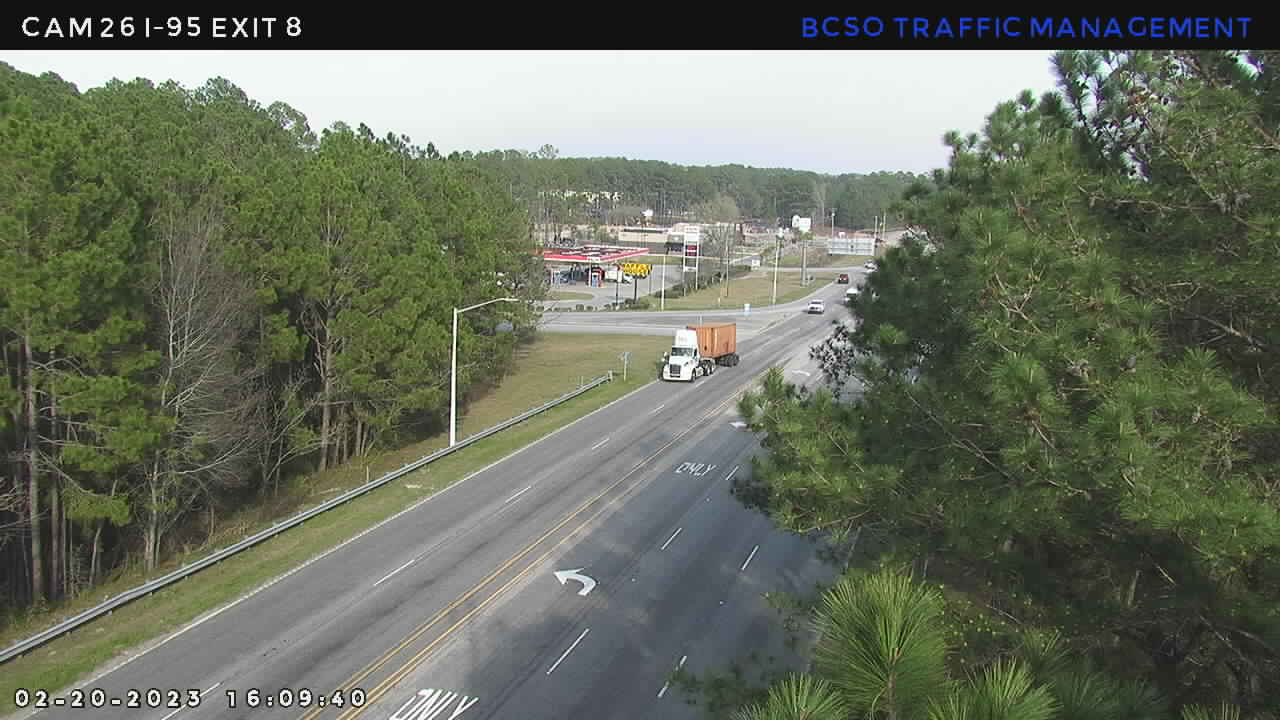 CAM 26 I-95 EXIT 8
BCSO TRAFFIC MANAGEMENT
ONLY
ONLY
02-20-2023 16:09:40